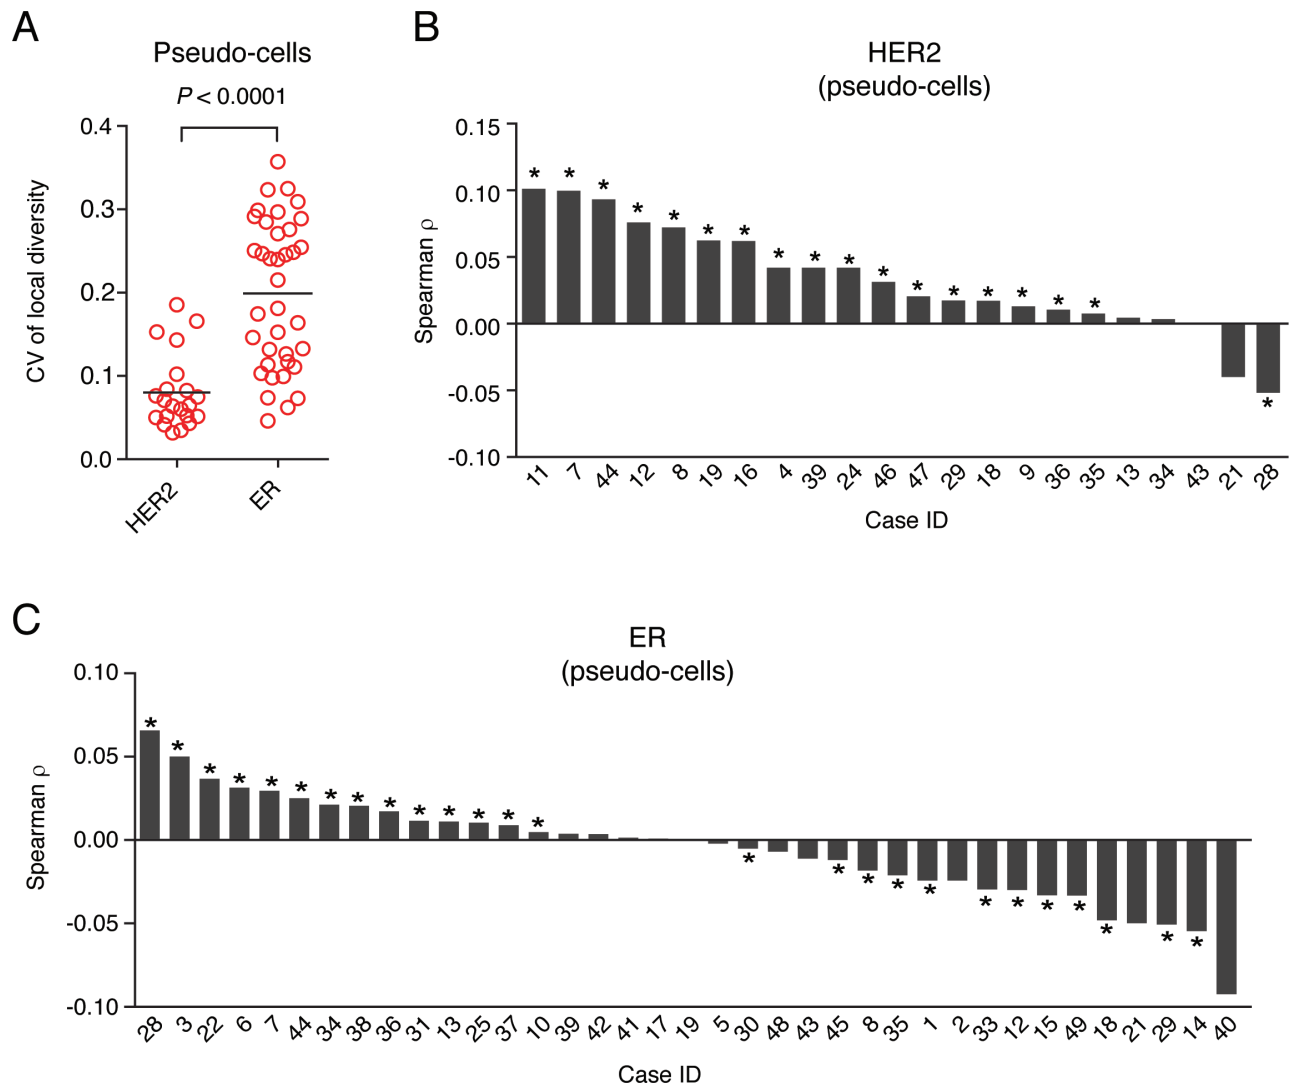 A
Pseudo-cells
P < 0.0001
0.4
0.3
0.2
0.1
0.0
CV of local diversity
HER2
ER
B
HER2
(pseudo-cells)
0.15
0.10
0.05
0.00
-0.05
-0.10
Spearman ρ
* * * * * * * * * * * * * * * * * *
11 7 44 12 8 19 16 4 39 24 46 47 29 18 9 36 35 13 34 43 21 28
Case ID
C
ER
(pseudo-cells)
0.10
0.05
0.00
-0.05
-0.10
Spearman ρ
* * * * * * * * * * * * * * * * * * * * * * * * * *
28 3 22 6 7 44 34 38 36 31 13 25 37 10 39 42 41 17 19 5 30 48 43 45 8 35 1 2 33 12 15 49 18 21 29 14 40
Case ID